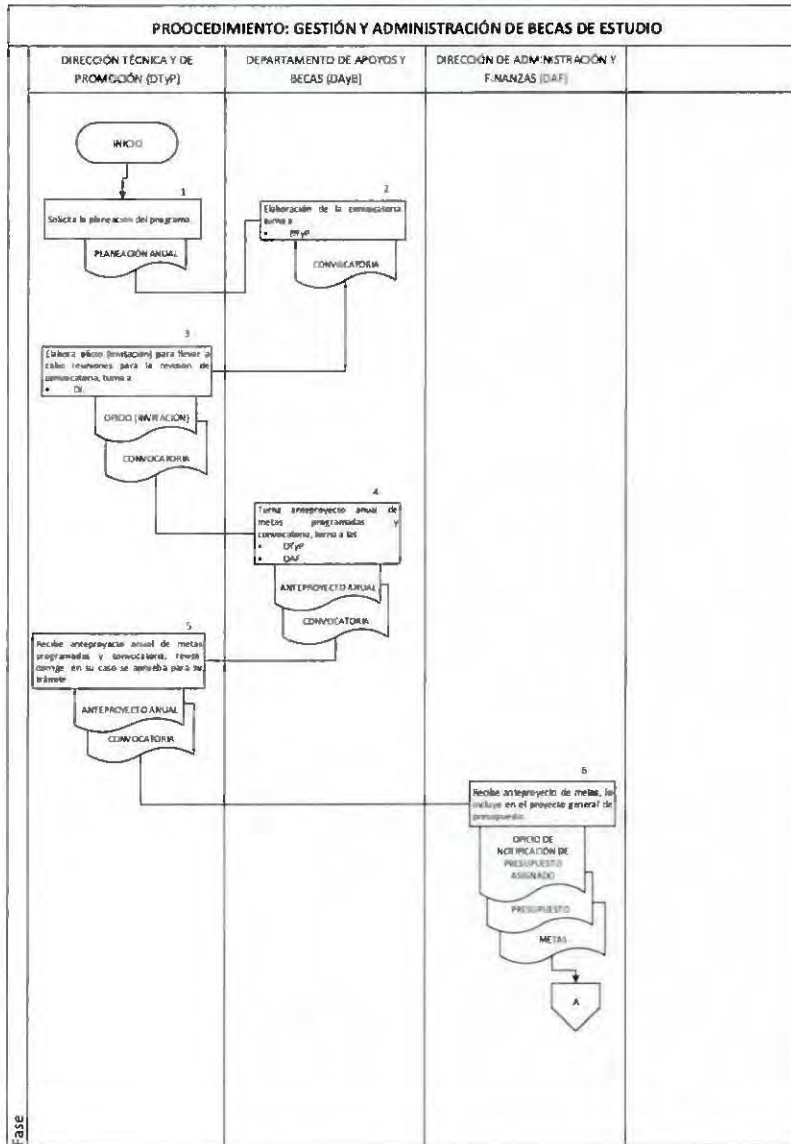 PROOCEDIMIENTO: GESTIÓN Y ADMINISTRACIÓN DE BECAS DE ESTUDIO
DIRECCIÓN TÉCNICA Y DE
PROMOCIÓN (DTyP)
DEPARTAMENTO DE APOYOS Y
BECAS (DAyB)
DIRECCIÓN DE ADMINISTRACIÓN Y
FINANZAS (DAF)
INICIO
1
Solicita la planeación del programa.
PLANEACIÓN ANUAL
2
Elaboración de la convocatoria
turna a
• DTyP
CONVOCATORIA
3
Elabora oficio (invitación) para llevar a
cabo reuniones para la revisión de
convocatoria, turna a
•
OFICIO (INVITACIÓN)
CONVOCATORIA
4
Turna anteproyecto anual de
metas programadas y
convocatoria, turna a las
• DTyP
• DAF
ANTEPROYECTO ANUAL
CONVOCATORIA
5
Recibe anteproyecto anual de metas
programadas y convocatoria, revisa
corrige en su caso se aprueba para su
trámite
ANTEPROYECTO ANUAL
CONVOCATORIA
6
Recibe anteproyecto de metas, lo
incluye en el proyecto general de
presupuesto.
OFICIO DE
NOTIFICACIÓN DE
PRESUPUESTO
ASIGNADO
PRESUPUESTO
METAS
A
Fase